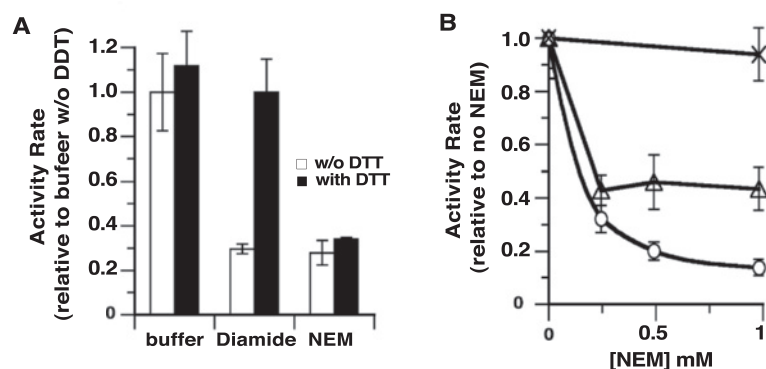 A
Activity Rate
(relative to bufeer w/o DDT)
1.2
1.0
0.8
0.6
0.4
0.2
0
w/o DTT
with DTT
buffer Diamide NEM
B
Activity Rate
(relative to no NEM)
1.0
0.8
0.6
0.4
0.2
0
0 0.5 1
[NEM] mM